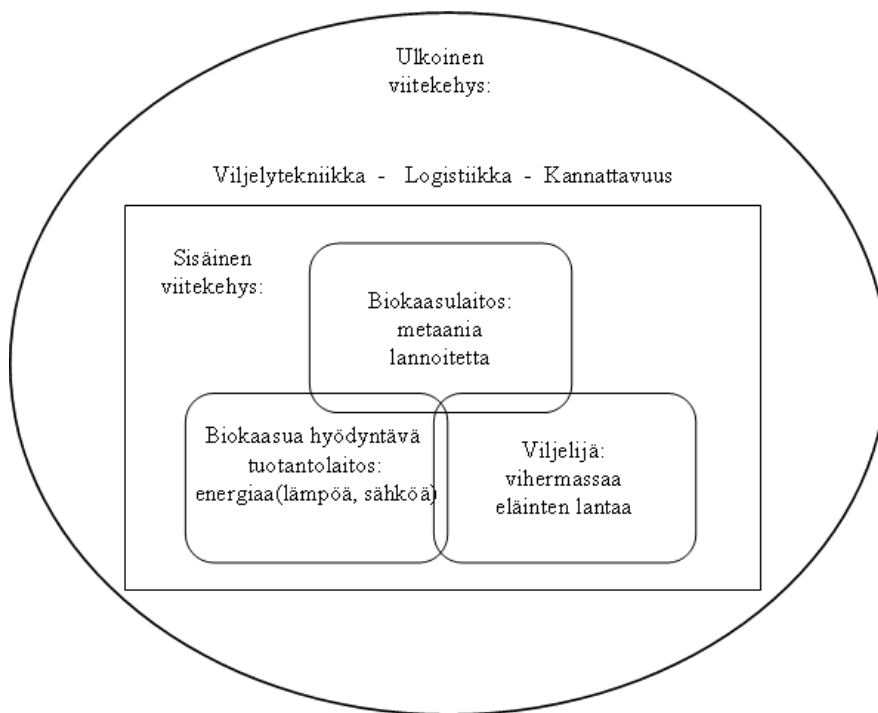 Ulkoinen
viitekehys:
Viljelytekniikka - Logistiikka - Kannattavuus
Sisäinen
viitekehys:
Biokaasulaitos:
metaania
lannoitetta
Biokaasua hyödyntävä
tuotantolaitos:
energiaa(lämpöä, sähköä)
Viljelijä:
vihermassaa
eläinten lantaa